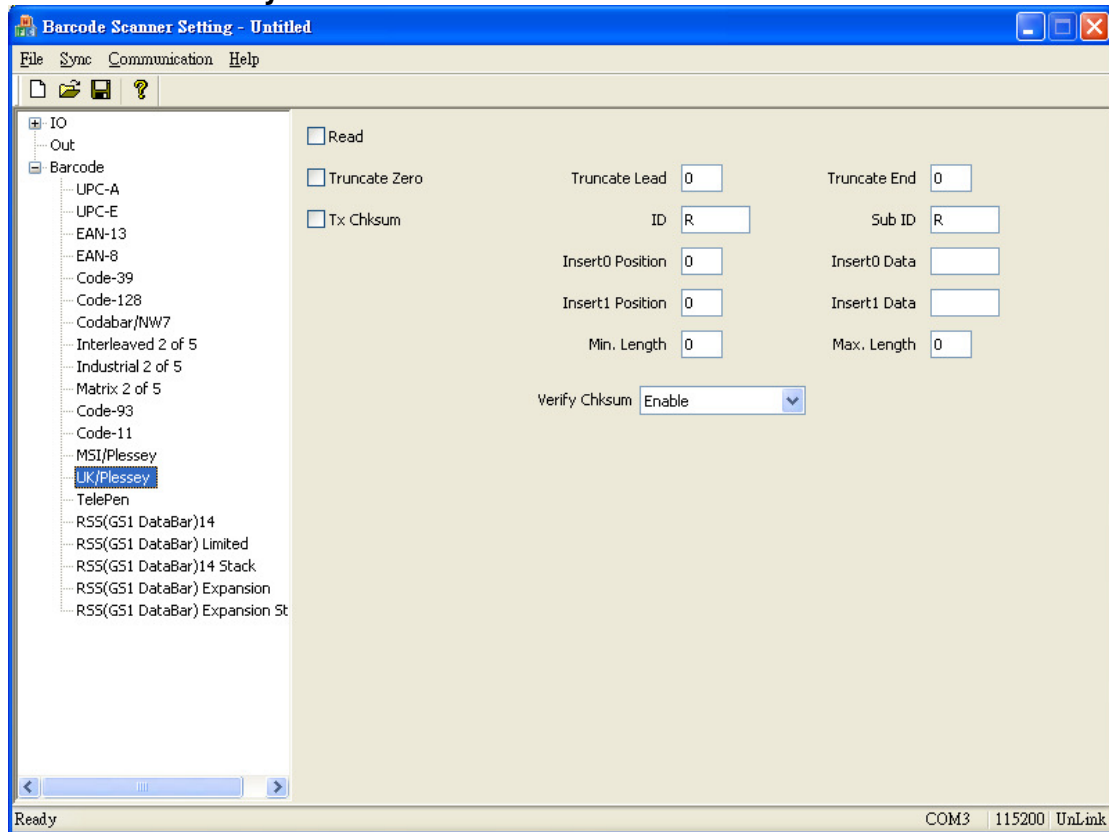 Barcode Scanner Setting - Untitled
File Sync Communication Help
IO
Out
Barcode
UPC-A
UPC-E
EAN-13
EAN-8
Code-39
Code-128
Codabar/NW7
Interleaved 2 of 5
Industrial 2 of 5
Matrix 2 of 5
Code-93
Code-11
MSI/Plessey
UK/Plessey
TelePen
RSS(GS1 DataBar)14
RSS(GS1 DataBar) Limited
RSS(GS1 DataBar)14 Stack
RSS(GS1 DataBar) Expansion
RSS(GS1 DataBar) Expansion St
Read
Truncate Zero Truncate Lead 0 Truncate End 0
Tx Chksum ID R Sub ID R
Insert0 Position 0 Insert0 Data
Insert1 Position 0 Insert1 Data
Min. Length 0 Max. Length 0
Verify Chksum Enable
Ready COM3 115200 UnLink